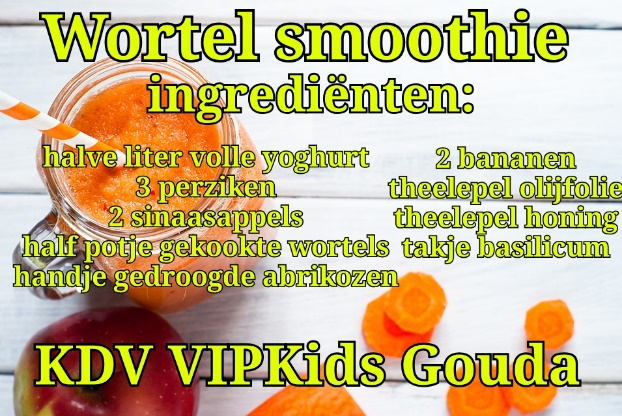 Wortel smoothie
ingrediënten:
halve liter volle yoghurt
3 perziken
2 sinaasappels
half potje gekookte wortels
handje gedroogde abrikozen
2 bananen
theelepel olijfolie
theelepel honing
takje basilicum
KDV VIPKids Gouda